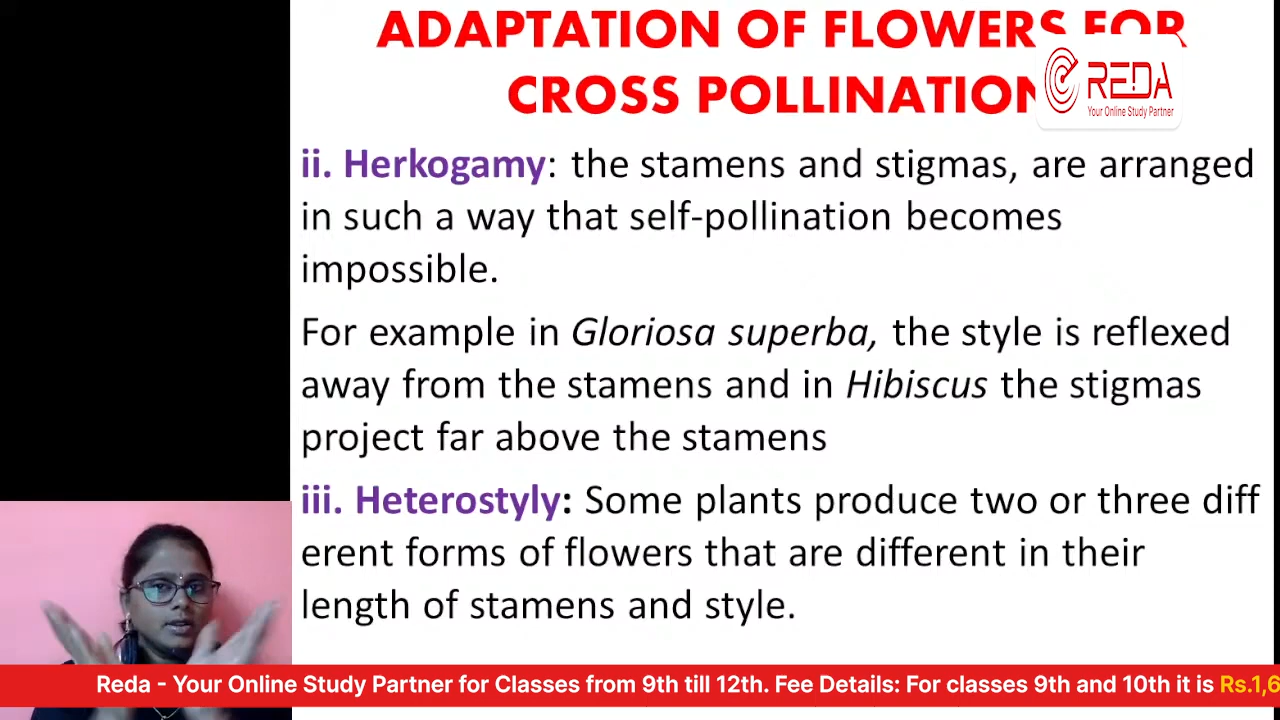 ADAPTATION OF FLOWERS FOR
CROSS POLLINATION
REDA
Your Online Study Partner
ii. Herkogamy: the stamens and stigmas, are arranged
in such a way that self-pollination becomes
impossible.
For example in Gloriosa superba, the style is reflexed
away from the stamens and in Hibiscus the stigmas
project far above the stamens
iii. Heterostyly: Some plants produce two or three diff
erent forms of flowers that are different in their
length of stamens and style.
Reda - Your Online Study Partner for Classes from 9th till 12th. Fee Details: For classes 9th and 10th it is Rs.1,6